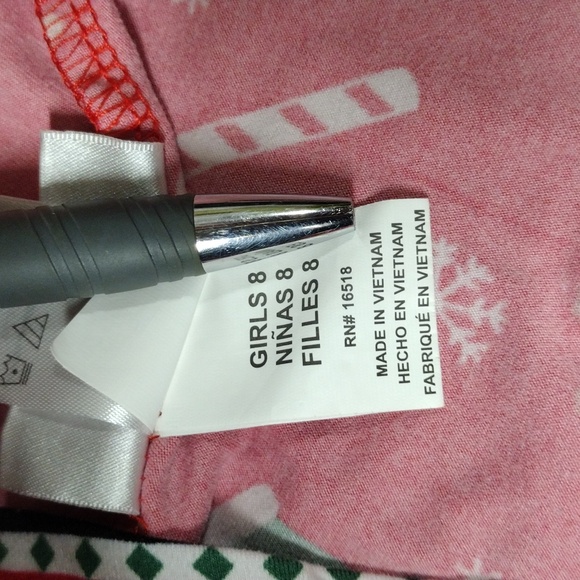 GIRLS 8
NIÑAS 8
FILLES 8
RN# 16518
MADE IN VIETNAM
HECHO EN VIETNAM
FABRIQUÉ EN VIETNAM